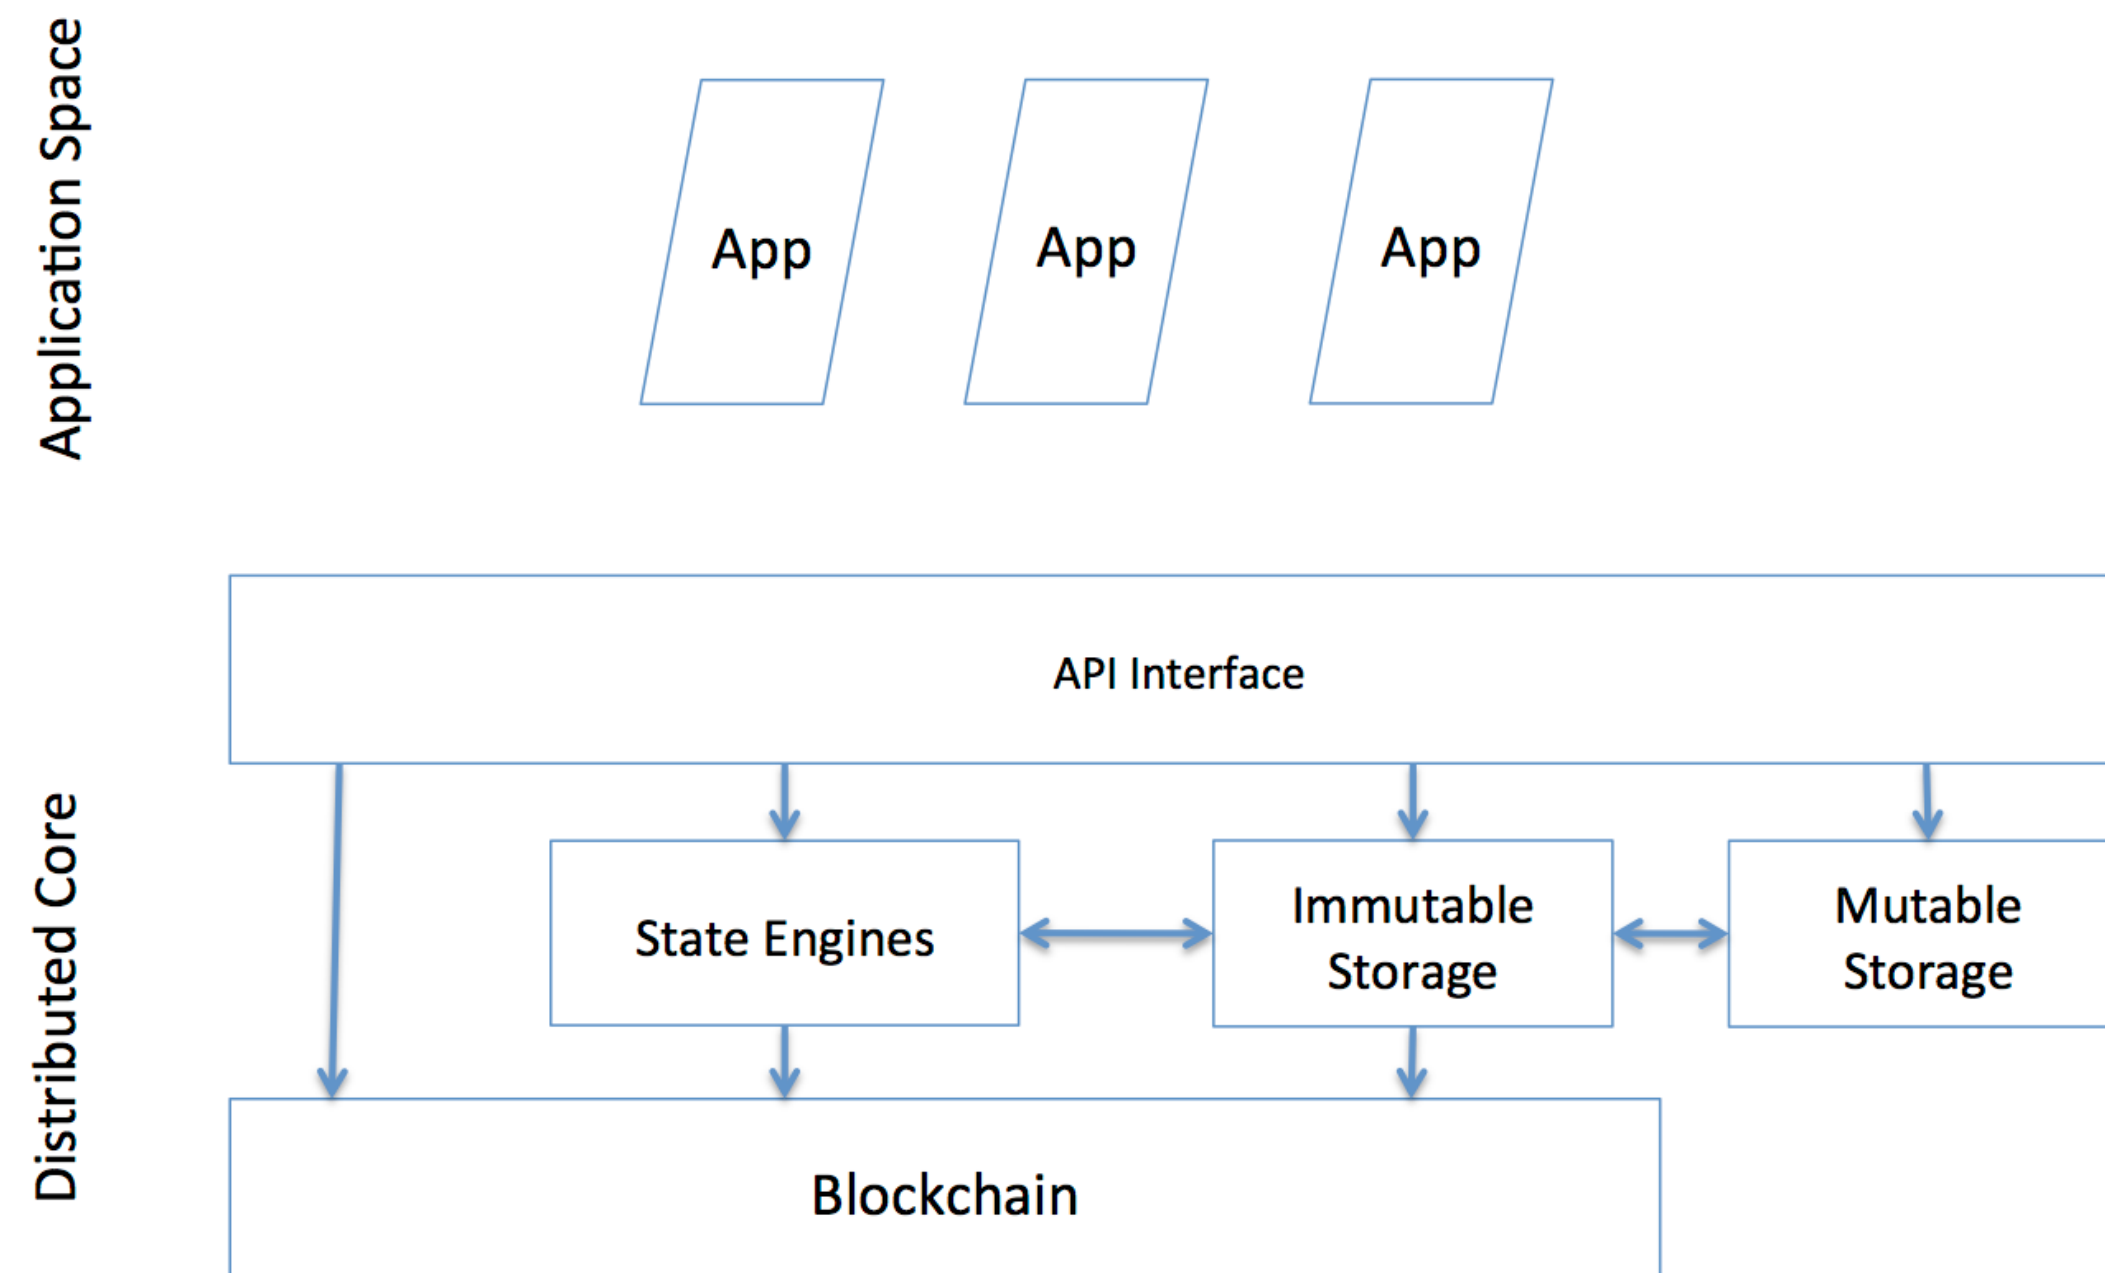 Application Space
App
App
App
API Interface
Distributed Core
State Engines
Immutable
Storage
Mutable
Storage
Blockchain